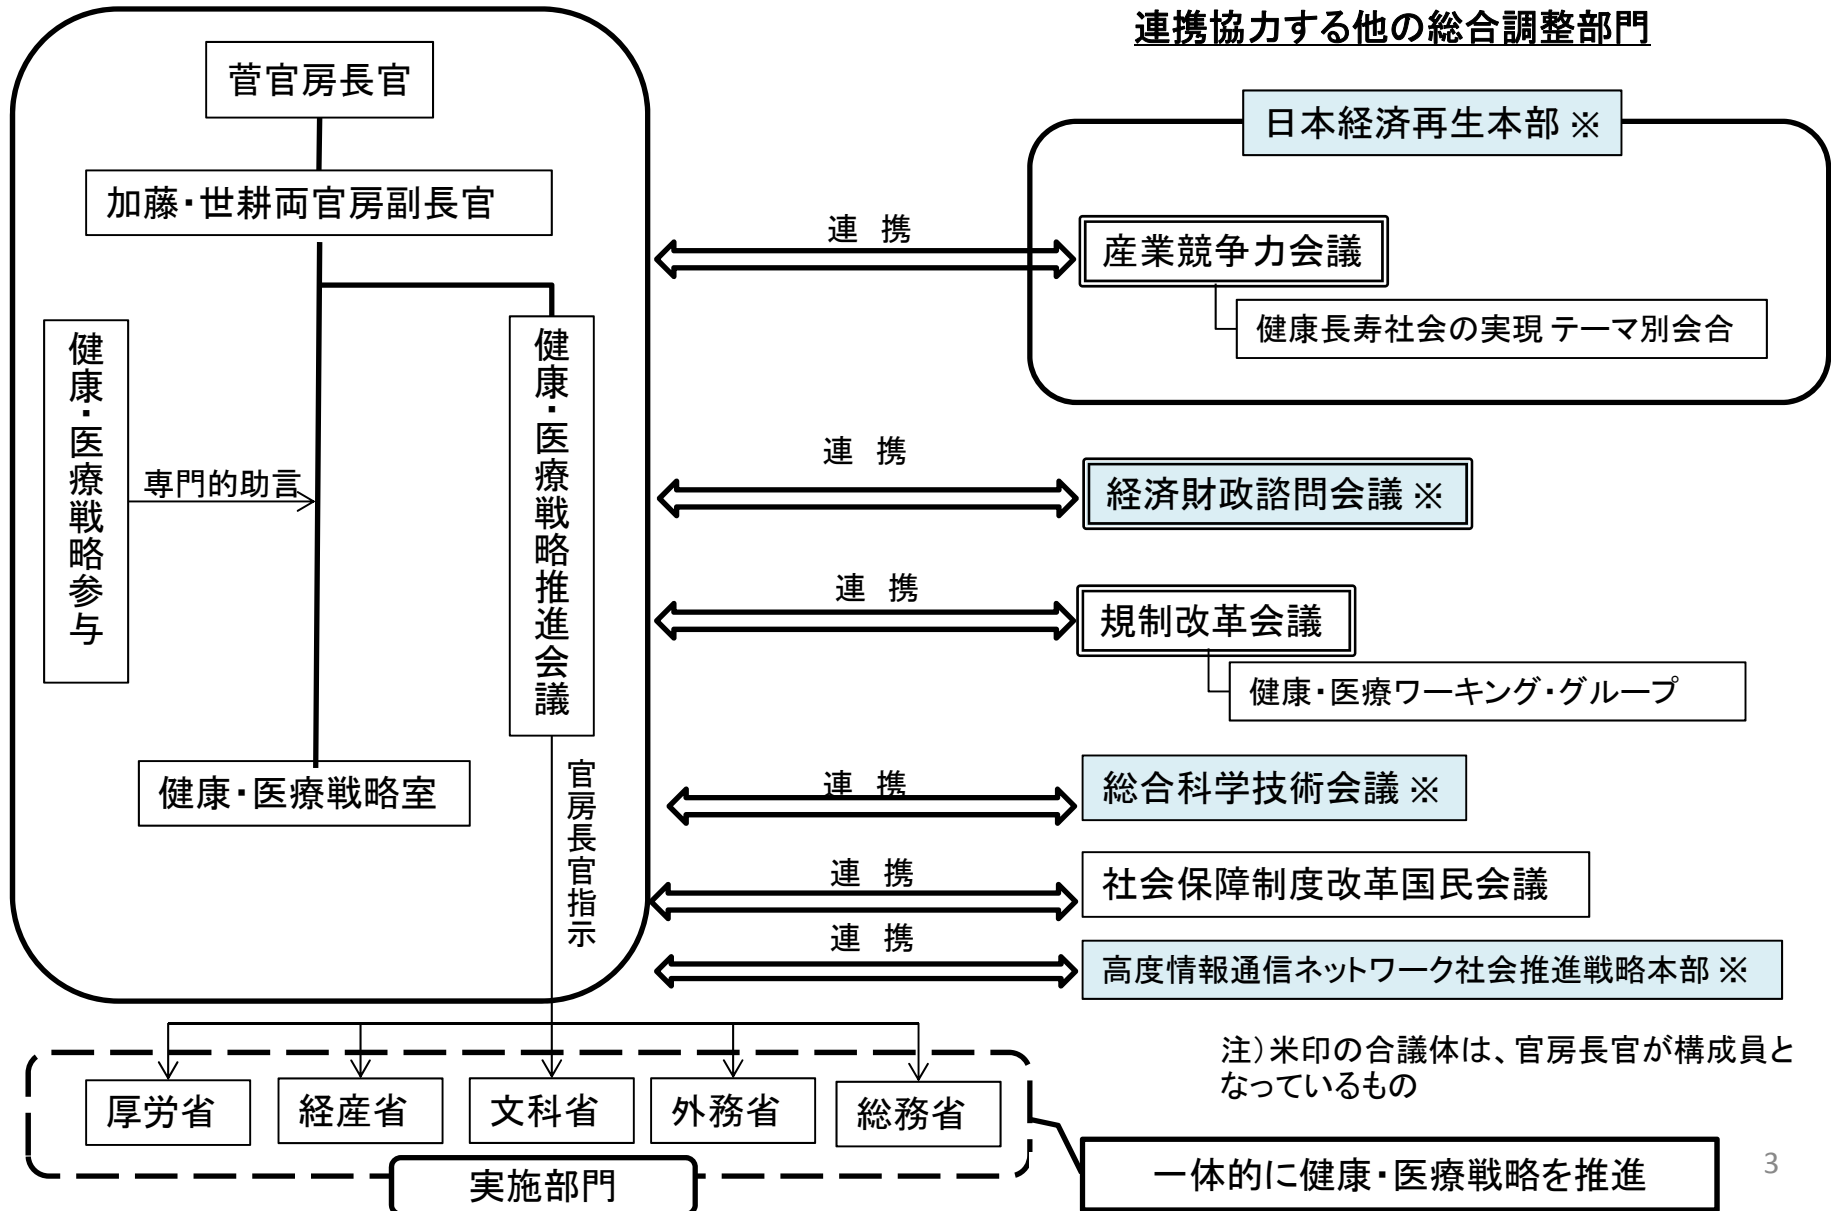 連携協力する他の総合調整部門
菅官房長官
加藤・世耕両官房副長官
健康・医療戦略参与
専門的助言
健康・医療戦略推進会議
健康・医療戦略室
官房長官指示
日本経済再生本部 ※
連 携
産業競争力会議
健康長寿社会の実現 テーマ別会合
連 携
経済財政諮問会議 ※
連 携
規制改革会議
健康・医療ワーキング・グループ
連 携
総合科学技術会議 ※
連 携
社会保障制度改革国民会議
連 携
高度情報通信ネットワーク社会推進戦略本部 ※
注）米印の合議体は、官房長官が構成員と
なっているもの
厚労省
経産省
文科省
外務省
総務省
実施部門
一体的に健康・医療戦略を推進
3